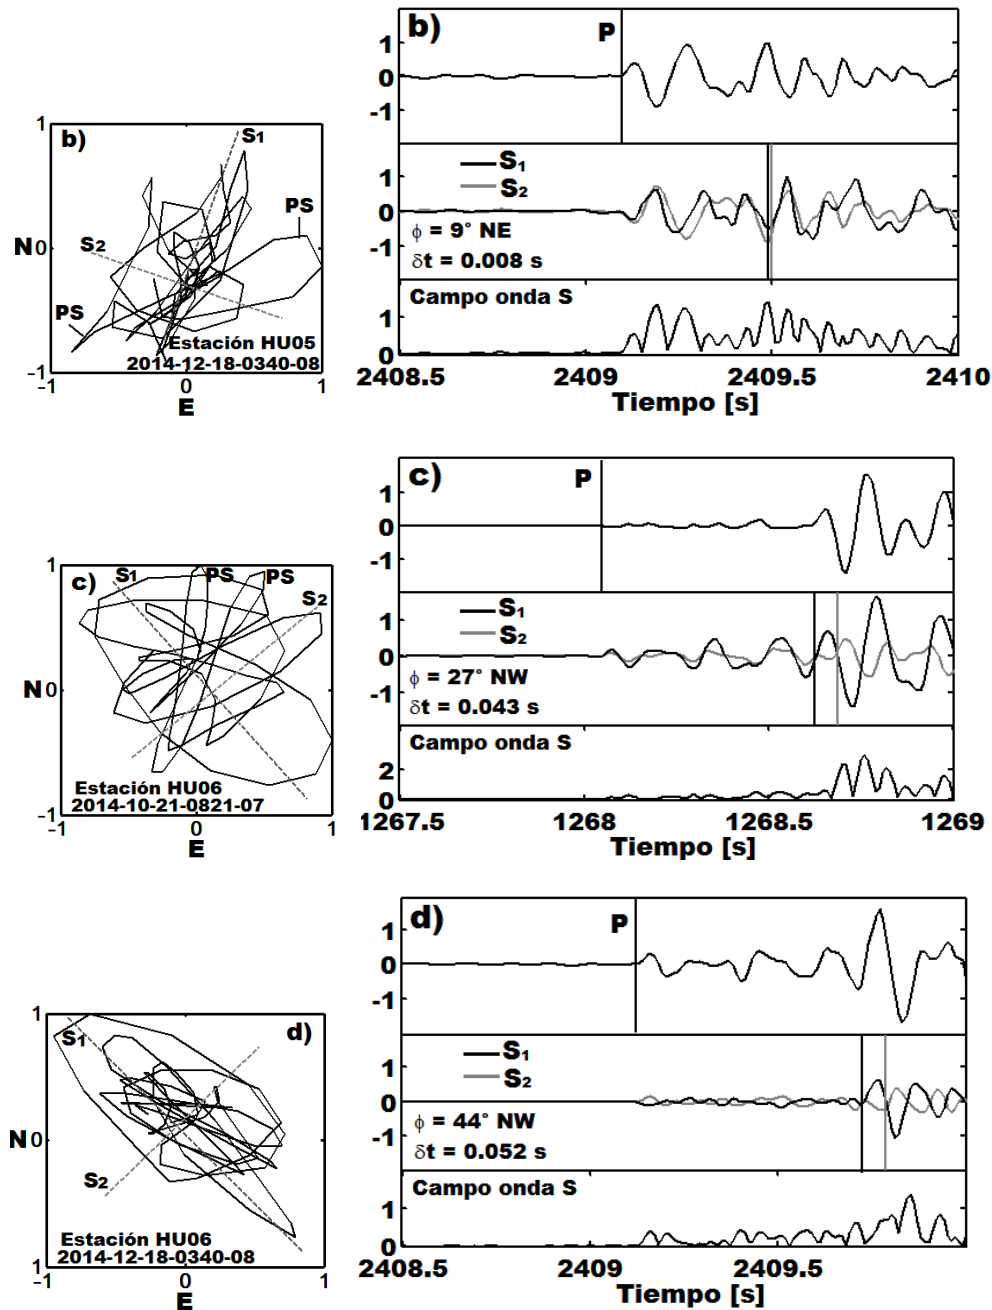 b)
S1
PS
S2
PS
N
1
0
−1
Estación HU05
2014-12-18-0340-08
−1
0
1
E
b)
P
1
0
-1
S₁
S₂
1
0
-1
ϕ = 9° NE
δt = 0.008 s
Campo onda S
1
0
2408.5
2409
2409.5
2410
Tiempo [s]
c)
S1
PS
PS
S2
N
1
0
−1
Estación HU06
2014-10-21-0821-07
−1
0
1
E
c)
P
1
0
-1
S₁
S₂
1
0
-1
ϕ = 27° NW
δt = 0.043 s
Campo onda S
2
0
1267.5
1268
1268.5
1269
Tiempo [s]
d)
S1
S2
N
1
0
−1
Estación HU06
2014-12-18-0340-08
−1
0
1
E
d)
P
1
0
-1
S₁
S₂
1
0
-1
ϕ = 44° NW
δt = 0.052 s
Campo onda S
1
0
2408.5
2409
2409.5
Tiempo [s]